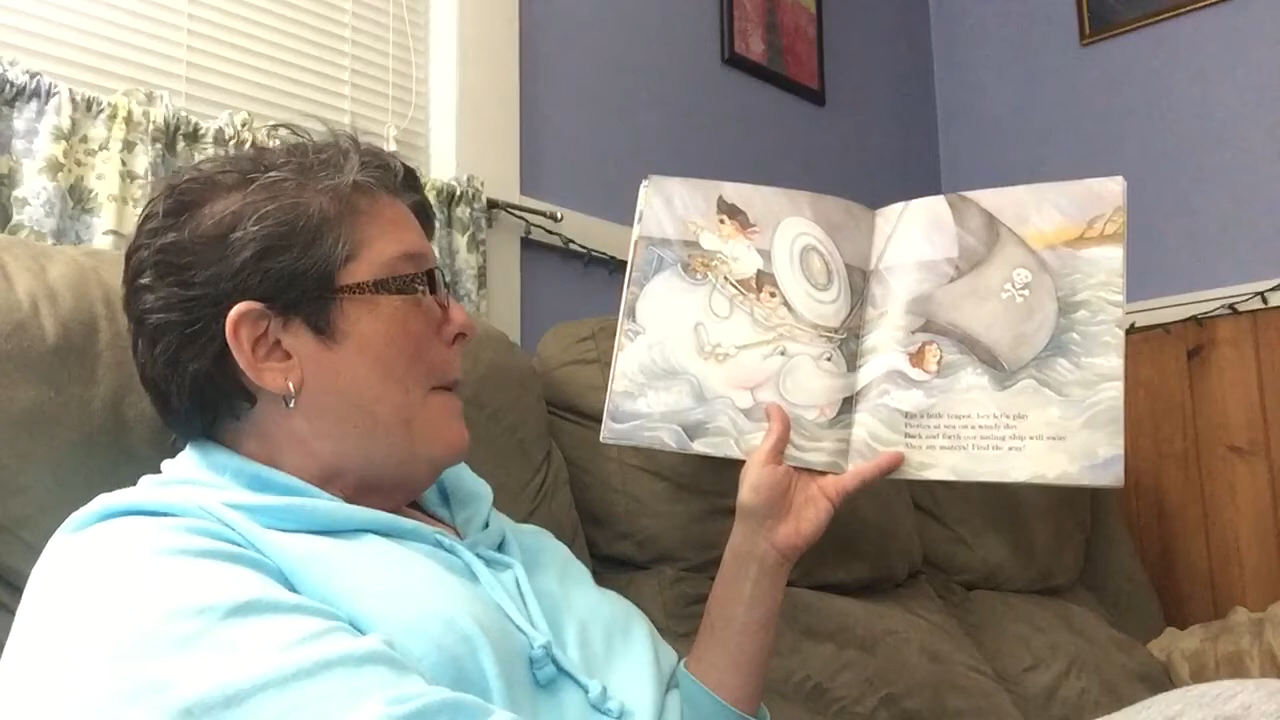 I'm a little teapot, hey let's play
Pirates at sea on a windy day
Back and forth our sailing ship will sway
Ahoy my mateys! Find the way!